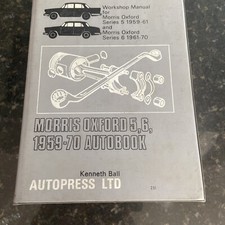 Workshop Manual
for
Morris Oxford
Series 5 1959-61
and
Morris Oxford
Series 6 1961-70
MORRIS OXFORD 5,6,
1959-70 AUTOBOOK
Kenneth Ball
AUTOPRESS LTD